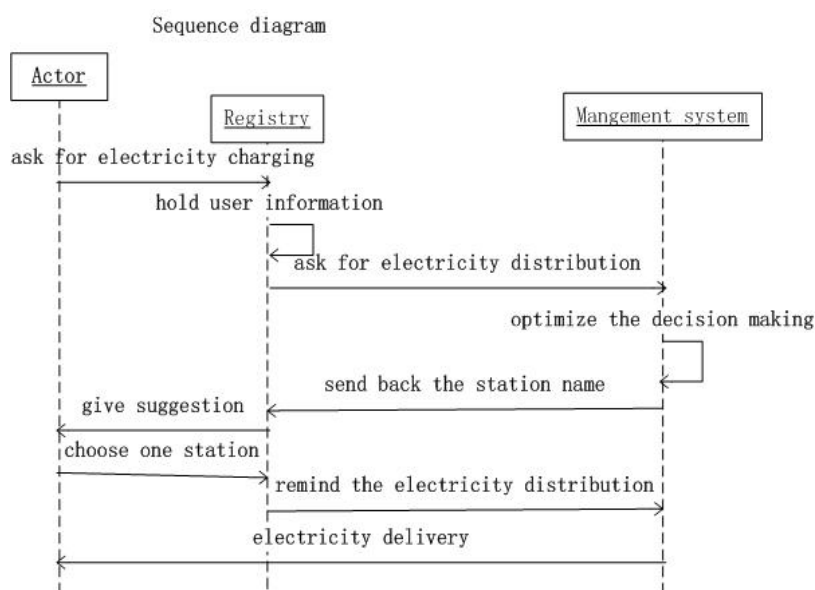 Sequence diagram
Actor
Registry
Mangement system
ask for electricity charging
hold user information
ask for electricity distribution
optimize the decision making
send back the station name
give suggestion
choose one station
remind the electricity distribution
electricity delivery